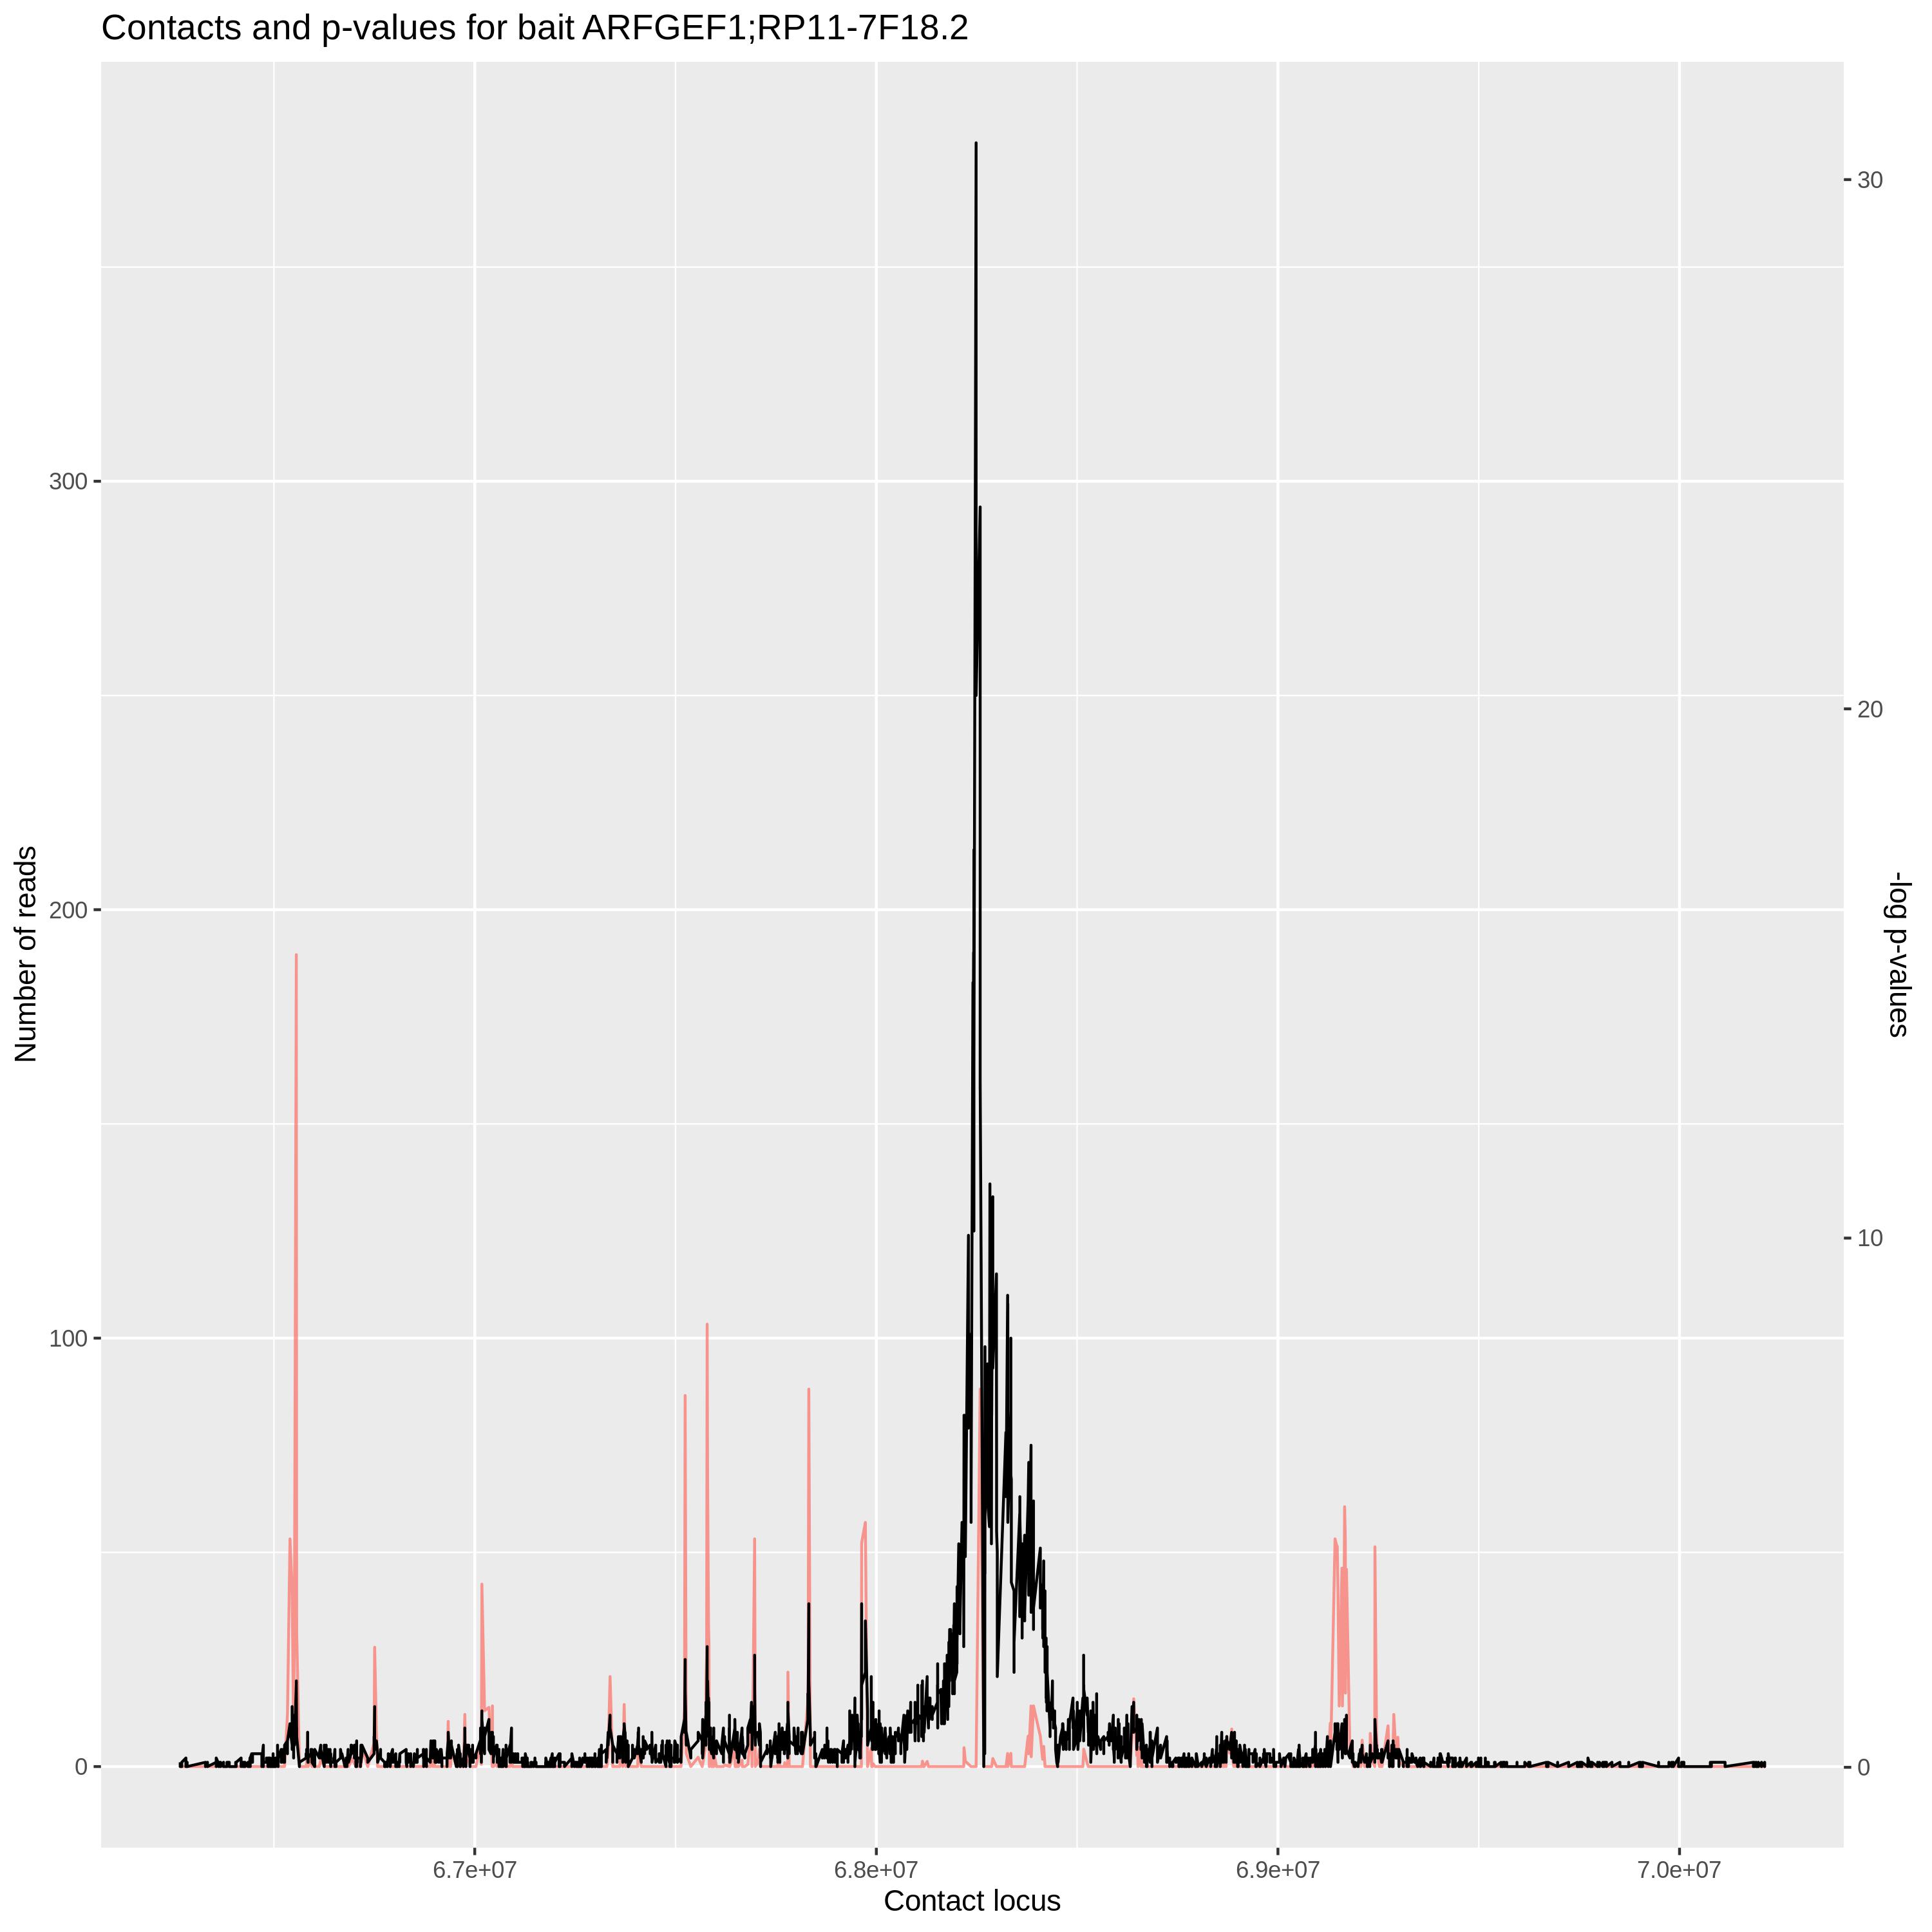 Contacts and p-values for bait ARFGEF1;RP11-7F18.2
30
300
20
200
Number of reads
-log p-values
10
100
0
0
6.7e+07
6.8e+07
6.9e+07
7.0e+07
Contact locus